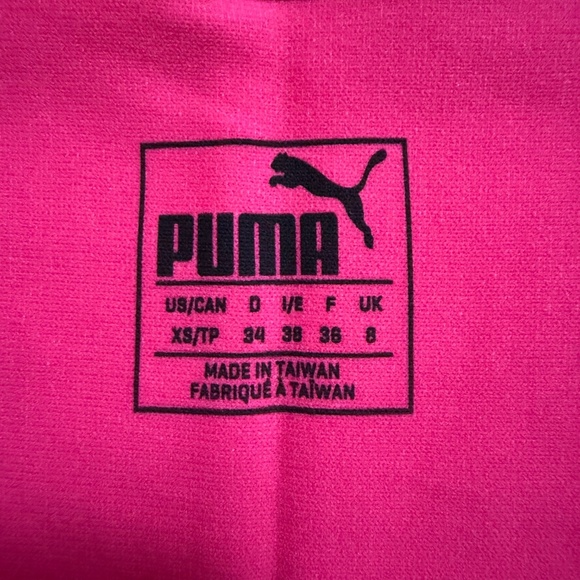 PUMA
US/CAN D I/E F UK
XS/TP 34 38 36 8
MADE IN TAIWAN
FABRIQUÉ À TAÏWAN